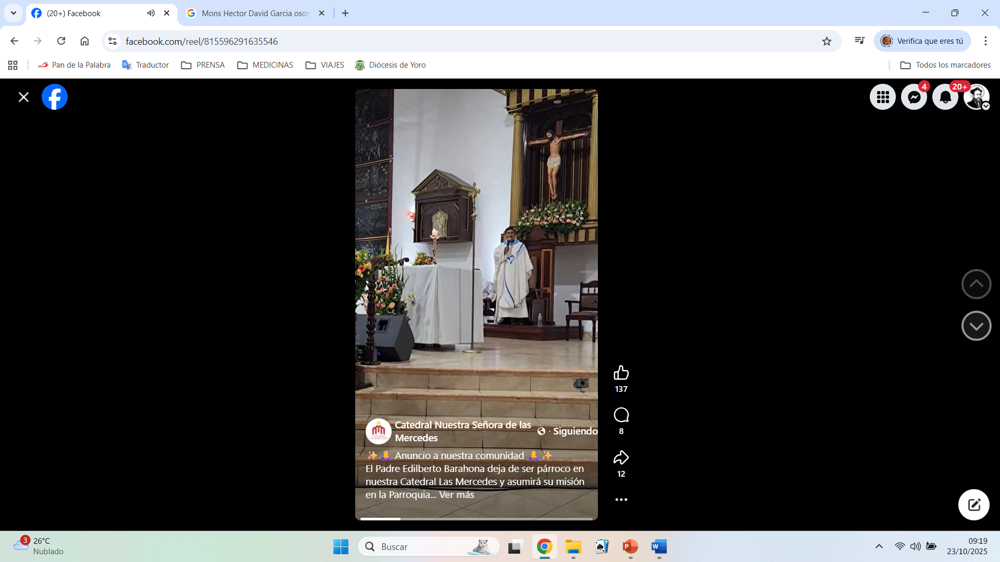 (20+) Facebook
Mons Hector David Garcia osor
facebook.com/reel/815596291635546
Verifica que eres tú
Pan de la Palabra
Traductor
PRENSA
MEDICINAS
VIAJES
Diócesis de Yoro
Todos los marcadores
4
20+
EGO SUM
137
8
12
Catedral Nuestra Señora de las
Mercedes
· Siguiendo
✨🙏 Anuncio a nuestra comunidad 🙏✨
El Padre Edilberto Barahona deja de ser párroco en
nuestra Catedral Las Mercedes y asumirá su misión
en la Parroquia... Ver más
3
26°C
Nublado
Buscar
09:19
23/10/2025